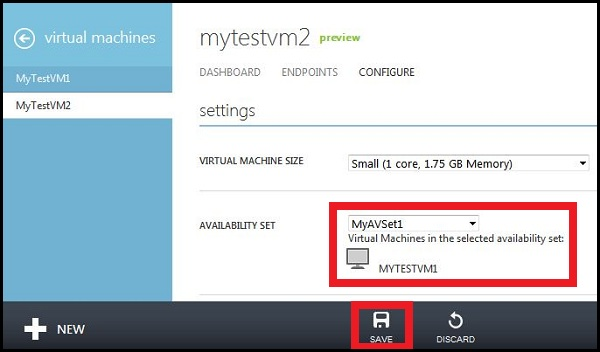 virtual machines
MyTestVM1
MyTestVM2
mytestvm2 preview
DASHBOARD ENDPOINTS CONFIGURE
settings
VIRTUAL MACHINE SIZE Small (1 core, 1.75 GB Memory)
AVAILABILITY SET MyAVSet1
Virtual Machines in the selected availability set:
MYTESTVM1
NEW SAVE DISCARD